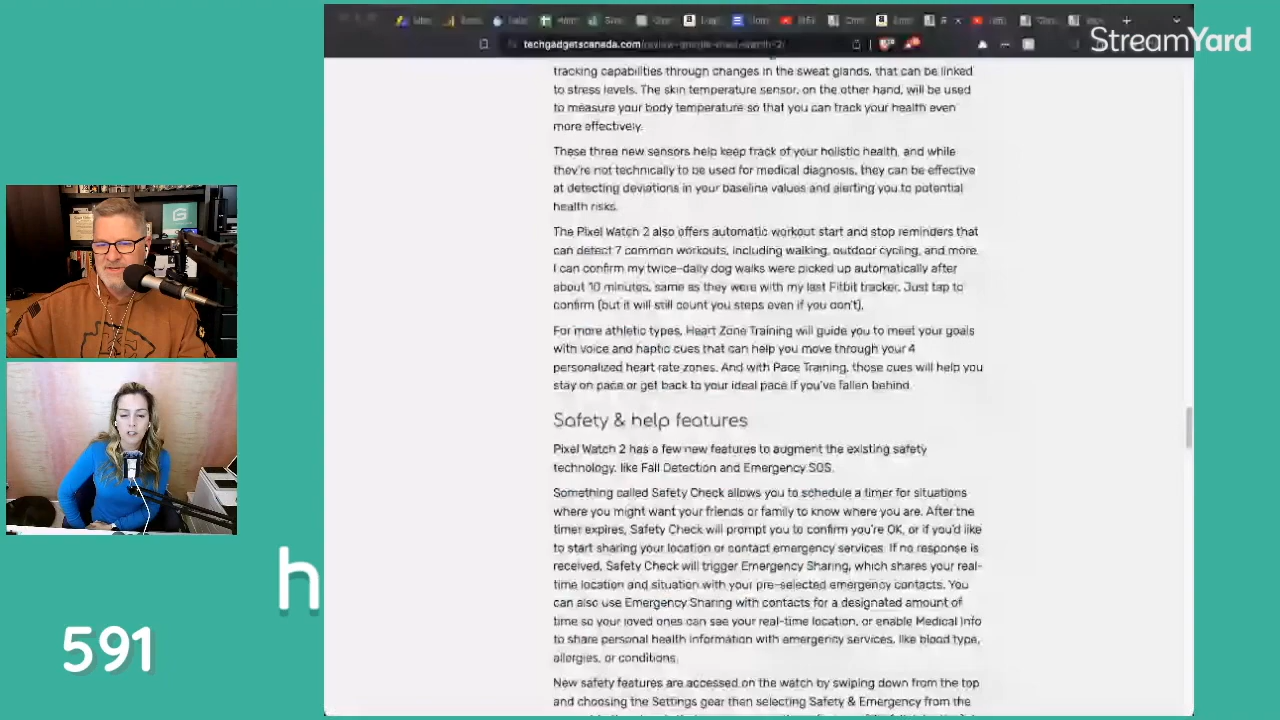 StreamYard
techgadgetscanada.com/review-google-pixel-watch-2/
tracking capabilities through changes in the sweat glands, that can be linked
to stress levels. The skin temperature sensor, on the other hand, will be used
to measure your body temperature so that you can track your health even
more effectively.
These three new sensors help keep track of your holistic health, and while
they're not technically to be used for medical diagnosis, they can be effective
at detecting deviations in your baseline values and alerting you to potential
health risks.
The Pixel Watch 2 also offers automatic workout start and stop reminders that
can detect 7 common workouts, including walking, outdoor cycling, and more.
I can confirm my twice-daily dog walks were picked up automatically after
about 10 minutes, same as they were with my last Fitbit tracker. Just tap to
confirm (but it will still count you steps even if you don't).
For more athletic types, Heart Zone Training will guide you to meet your goals
with voice and haptic cues that can help you move through your 4
personalized heart rate zones. And with Pace Training, those cues will help you
stay on pace or get back to your ideal pace if you've fallen behind.
Safety & help features
Pixel Watch 2 has a few new features to augment the existing safety
technology, like Fall Detection and Emergency SOS.
Something called Safety Check allows you to schedule a timer for situations
where you might want your friends or family to know where you are. After the
timer expires, Safety Check will prompt you to confirm you're OK, or if you'd like
to start sharing your location or contact emergency services. If no response is
received, Safety Check will trigger Emergency Sharing, which shares your real-
time location and situation with your pre-selected emergency contacts. You
can also use Emergency Sharing with contacts for a designated amount of
time so your loved ones can see your real-time location, or enable Medical Info
to share personal health information with emergency services, like blood type,
allergies, or conditions.
New safety features are accessed on the watch by swiping down from the top
and choosing the Settings gear then selecting Safety & Emergency from the
h
591